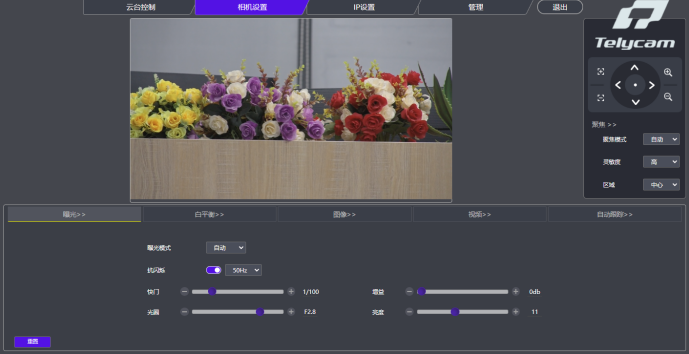 云台控制
相机设置
IP设置
管理
退出
Telycam
聚焦 >>
聚焦模式 自动
灵敏度 高
区域 中心
曝光>>
白平衡>>
图像>>
视频>>
自动跟踪>>
曝光模式 自动
抗闪烁 50Hz
快门 1/100
增益 0db
光圈 F2.8
亮度 11
重置